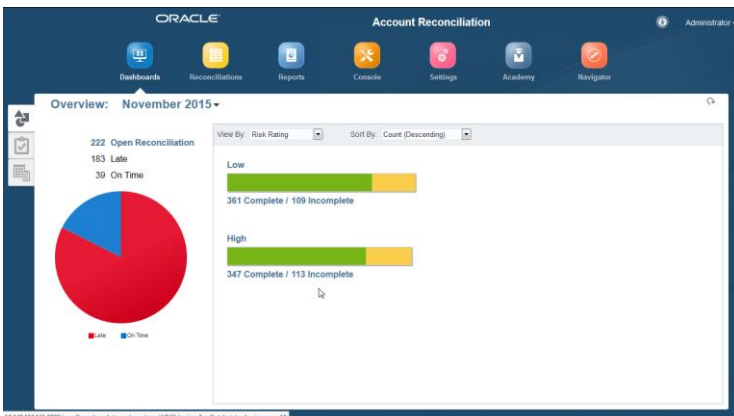 ORACLE
Account Reconciliation
Administrator
Dashboards Reconciliations Reports Console Settings Academy Navigator
Overview: November 2015
222 Open Reconciliation
183 Late
39 On Time
View By: Risk Rating Sort By: Count (Descending)
Low
361 Complete / 109 Incomplete
High
347 Complete / 113 Incomplete
Late On Time